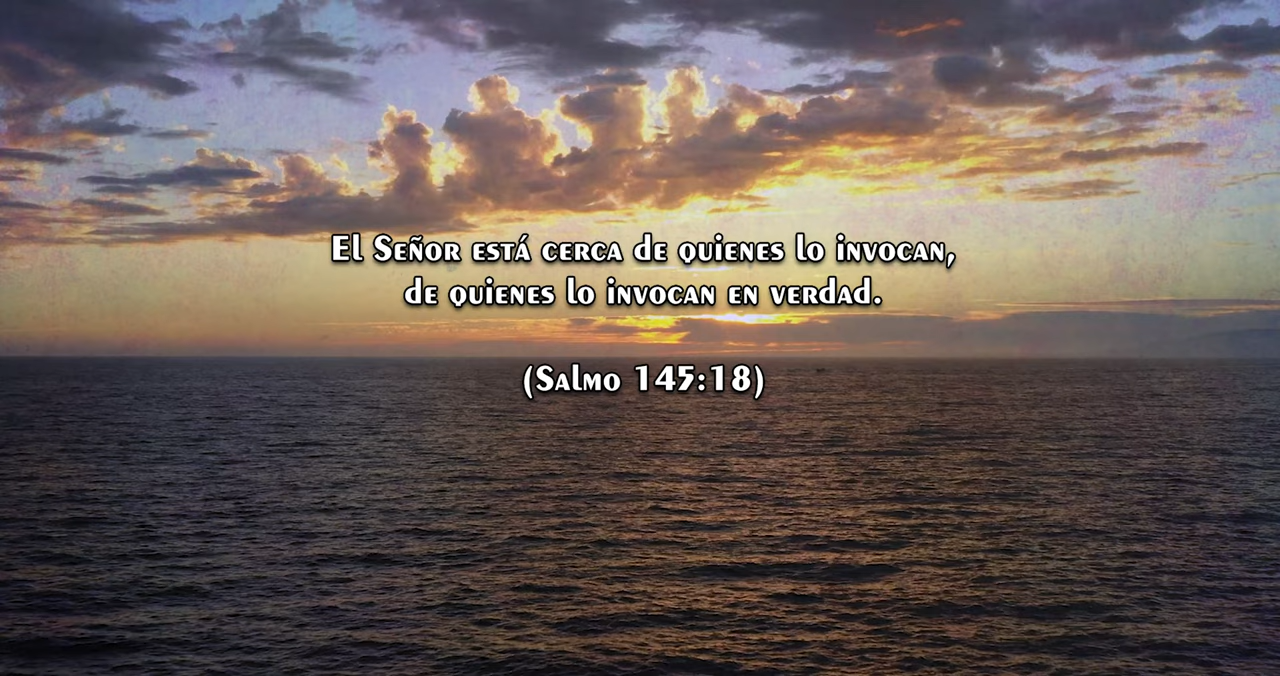 El Señor está cerca de quienes lo invocan,
de quienes lo invocan en verdad.
(Salmo 145:18)